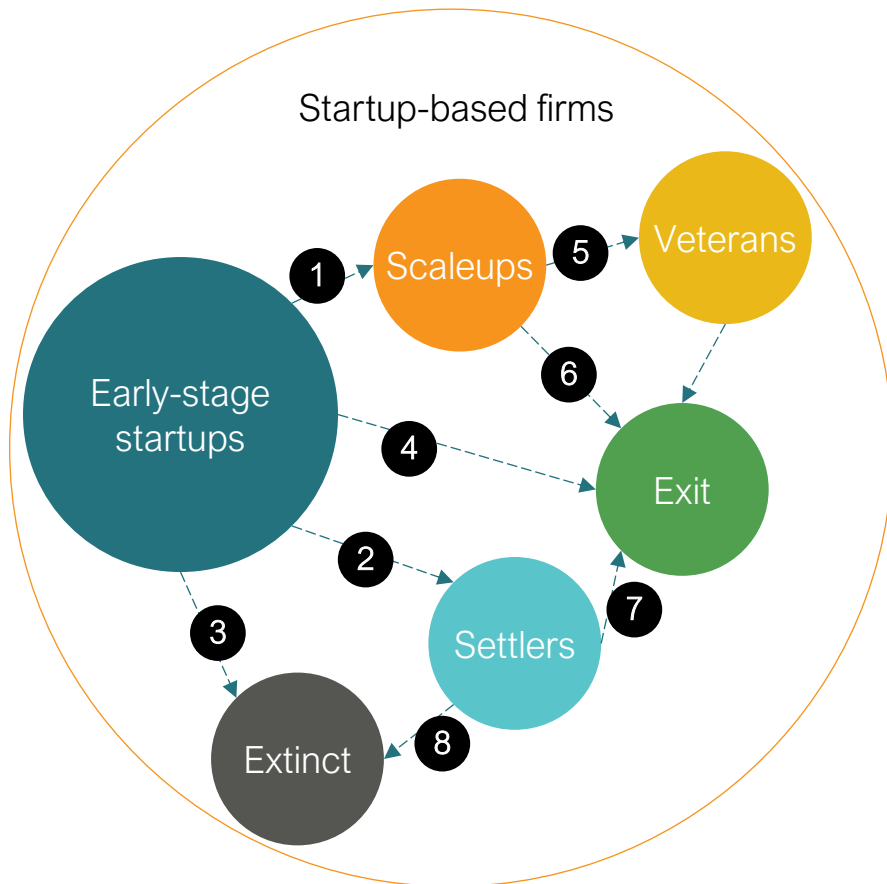 Startup-based firms
Veterans
5
Scaleups
1
6
Early-stage
startups
4
Exit
2
7
3
Settlers
8
Extinct